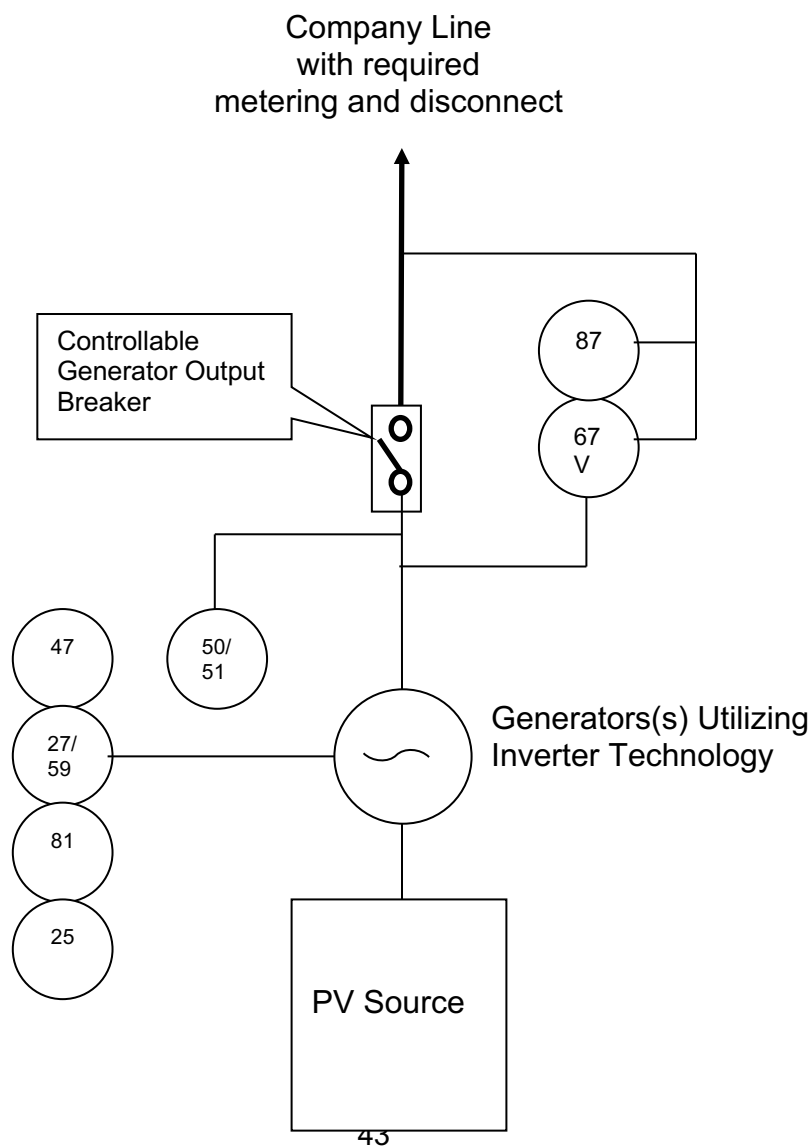 Company Line
with required
metering and disconnect
Controllable
Generator Output
Breaker
87
67
V
47
50/
51
27/
59
Generators(s) Utilizing
Inverter Technology
81
25
PV Source
43